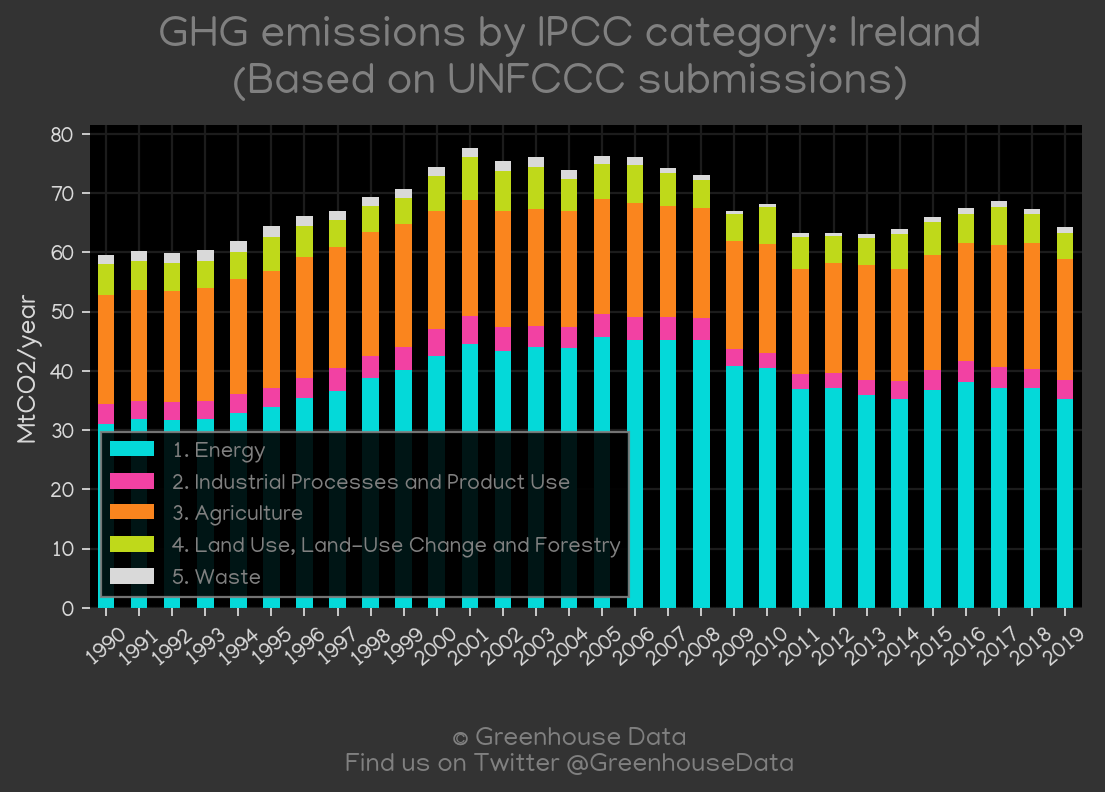 GHG emissions by IPCC category: Ireland
(Based on UNFCCC submissions)
MtCO2/year
80
70
60
50
40
30
20
10
0
1. Energy
2. Industrial Processes and Product Use
3. Agriculture
4. Land Use, Land-Use Change and Forestry
5. Waste
1990 1991 1992 1993 1994 1995 1996 1997 1998 1999 2000 2001 2002 2003 2004 2005 2006 2007 2008 2009 2010 2011 2012 2013 2014 2015 2016 2017 2018 2019
© Greenhouse Data
Find us on Twitter @GreenhouseData